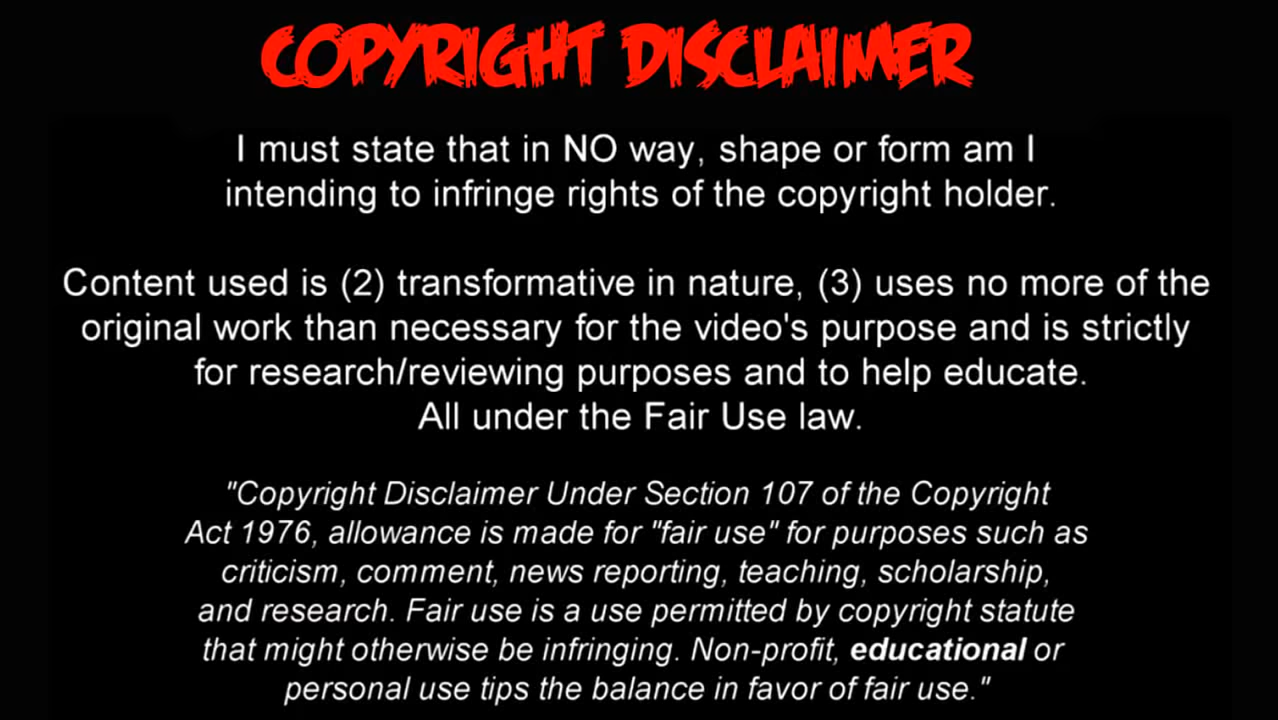 COPYRIGHT DISCLAIMER
I must state that in NO way, shape or form am I
intending to infringe rights of the copyright holder.
Content used is (2) transformative in nature, (3) uses no more of the
original work than necessary for the video's purpose and is strictly
for research/reviewing purposes and to help educate.
All under the Fair Use law.
"Copyright Disclaimer Under Section 107 of the Copyright
Act 1976, allowance is made for "fair use" for purposes such as
criticism, comment, news reporting, teaching, scholarship,
and research. Fair use is a use permitted by copyright statute
that might otherwise be infringing. Non-profit, educational or
personal use tips the balance in favor of fair use."